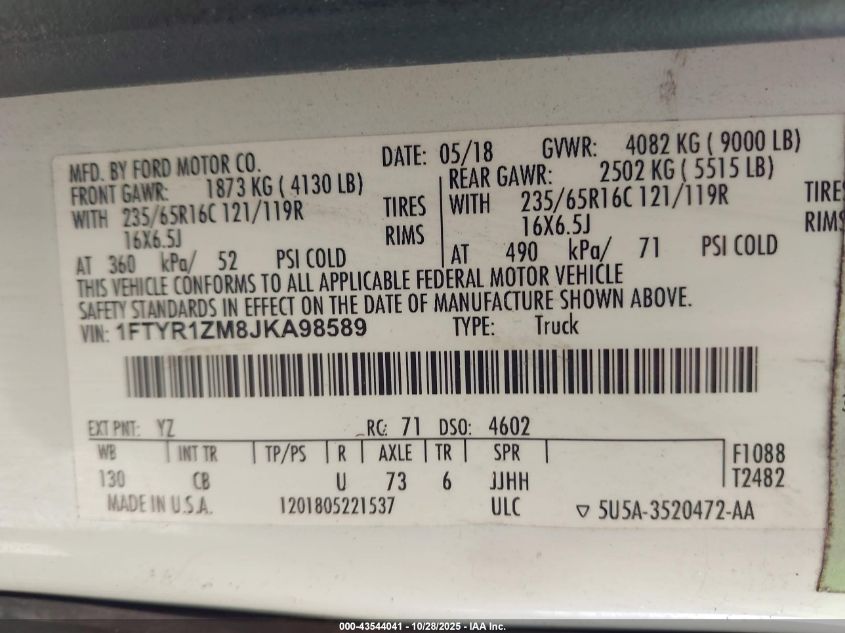 MFD. BY FORD MOTOR CO. DATE: 05/18 GVWR: 4082 KG ( 9000 LB)
FRONT GAWR: 1873 KG ( 4130 LB) REAR GAWR: 2502 KG ( 5515 LB)
WITH 235/65R16C 121/119R TIRES WITH 235/65R16C 121/119R TIRES
16X6.5J RIMS 16X6.5J RIMS
AT 360 kPa/ 52 PSI COLD AT 490 kPa/ 71 PSI COLD
THIS VEHICLE CONFORMS TO ALL APPLICABLE FEDERAL MOTOR VEHICLE
SAFETY STANDARDS IN EFFECT ON THE DATE OF MANUFACTURE SHOWN ABOVE.
VIN: 1FTYR1ZM8JKA98589 TYPE: Truck
EXT PNT: YZ RC: 71 DSO: 4602
WB INT TR TP/PS R AXLE TR SPR F1088
130 CB U 73 6 JJHH T2482
MADE IN U.S.A. 1201805221537 ULC ▽ 5U5A-3520472-AA
000-43544041 | 10/28/2025 - IAA Inc.